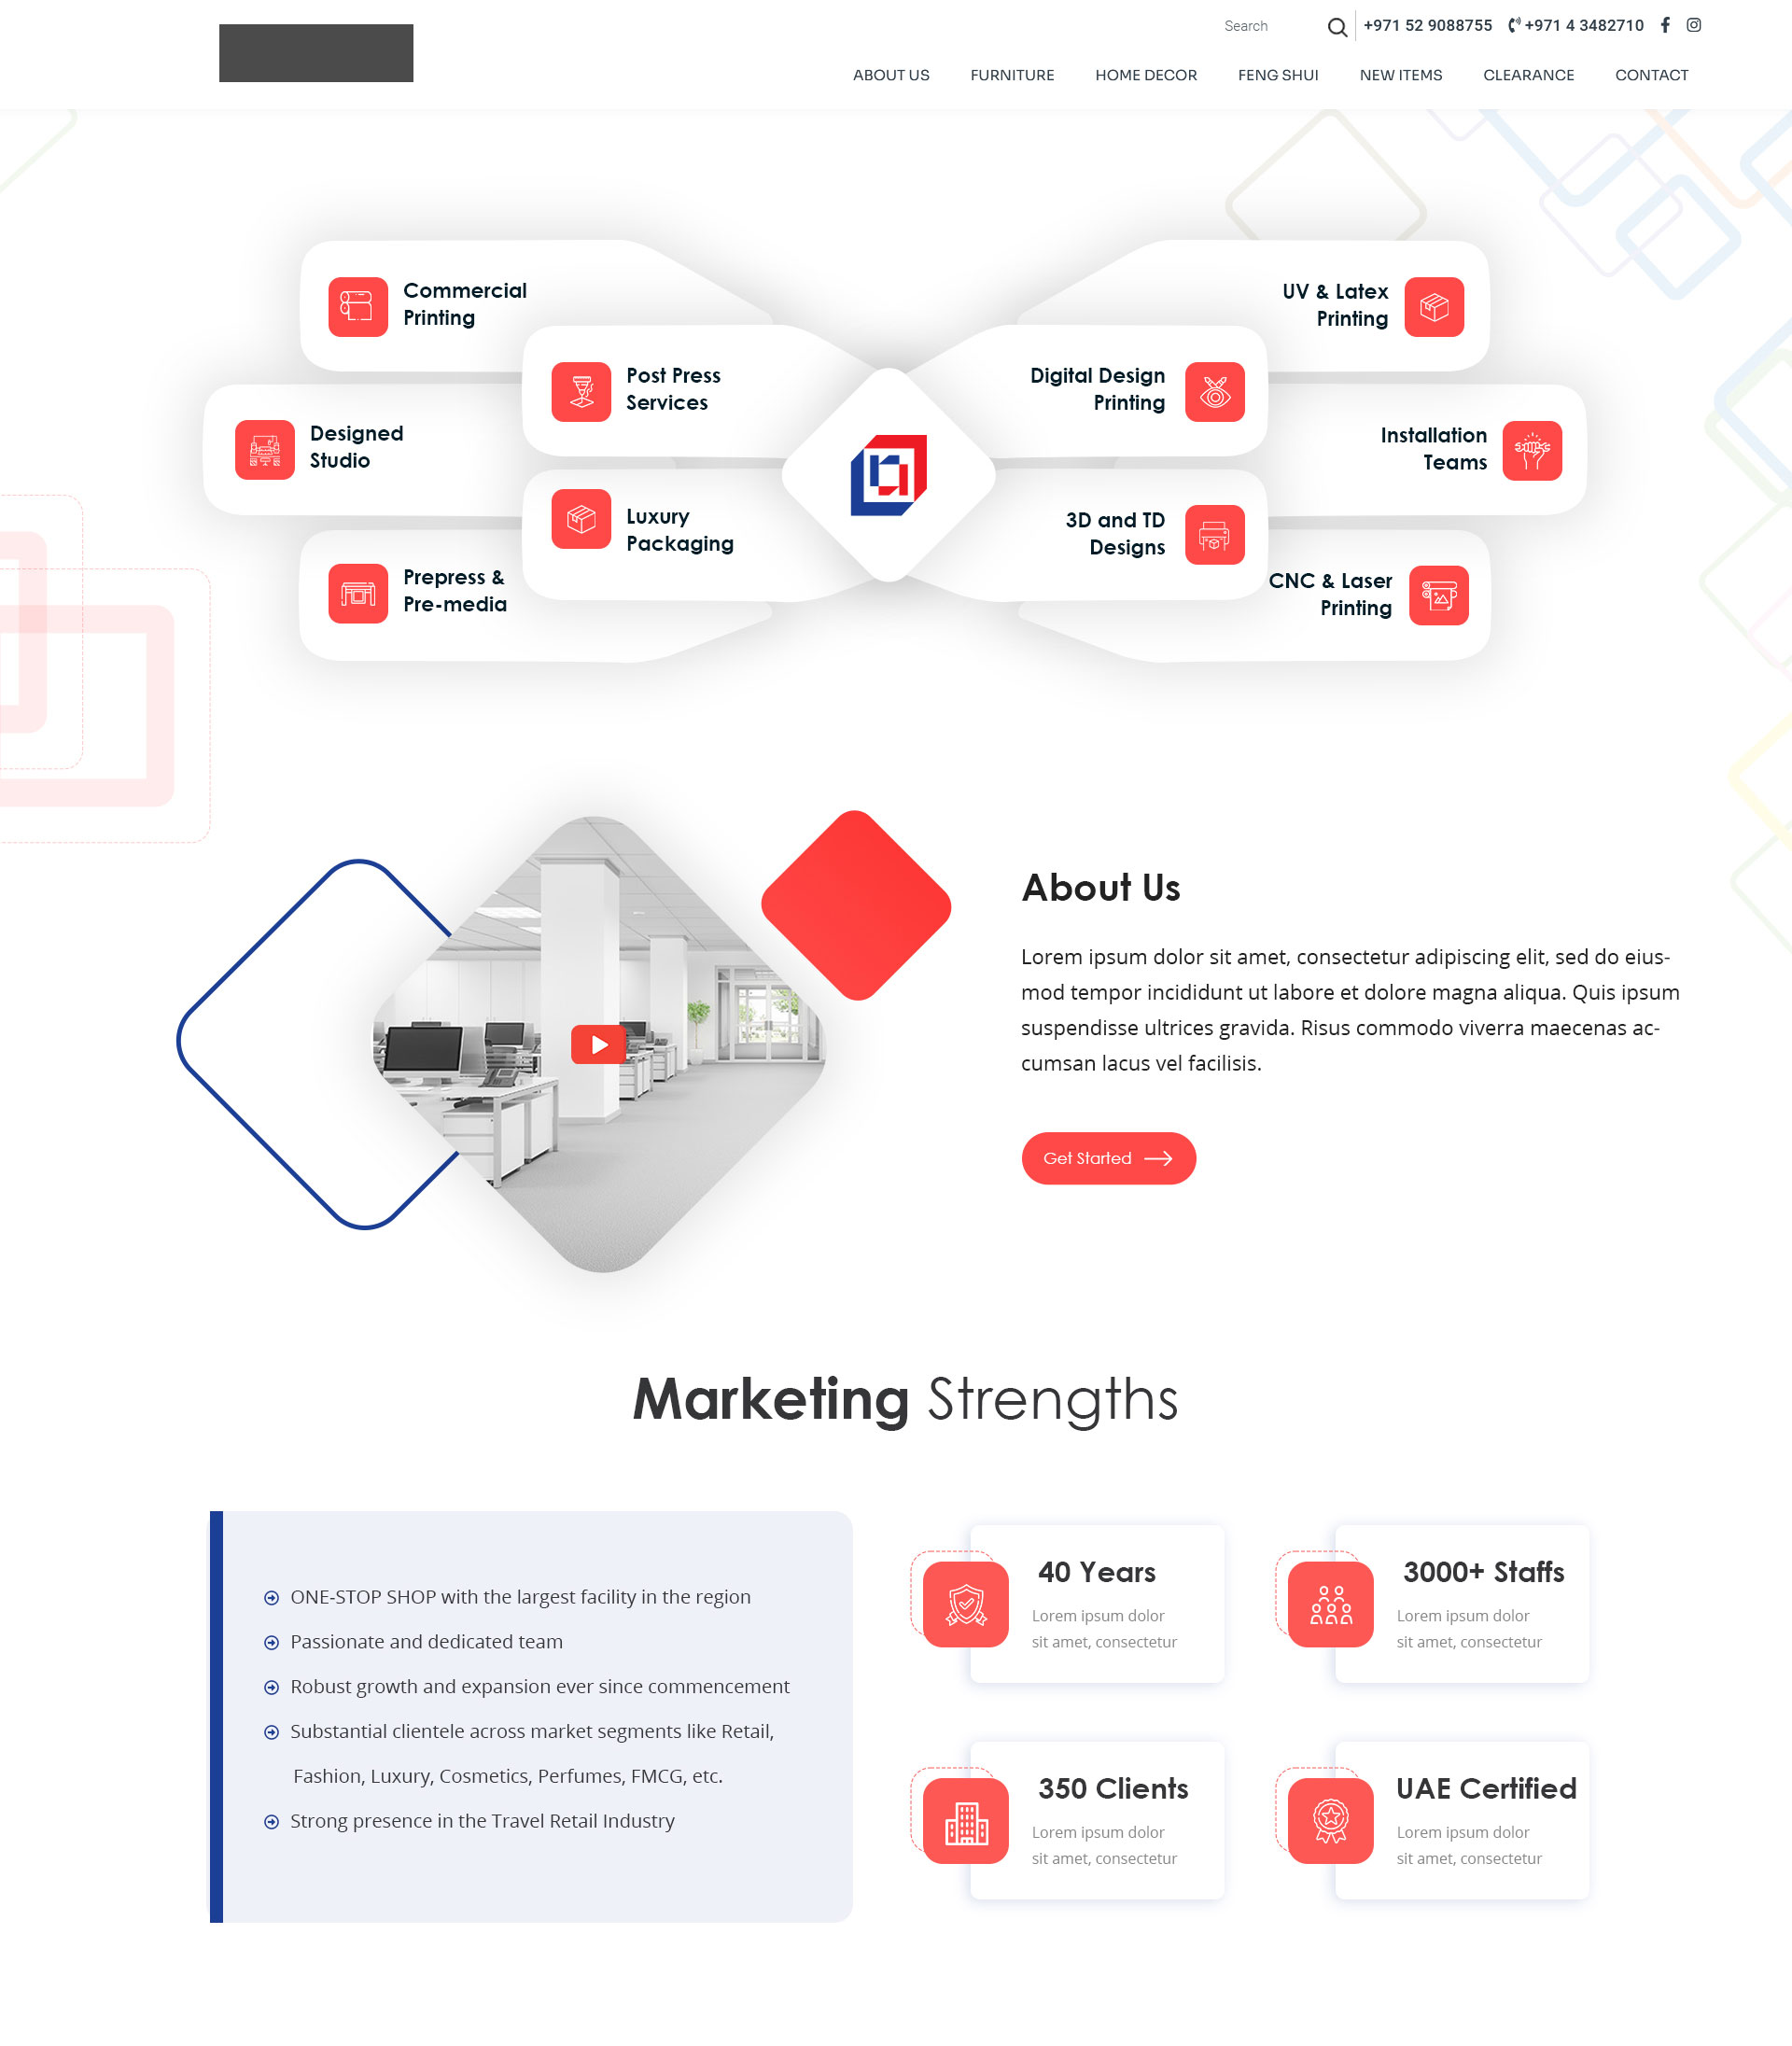 Search
+971 52 9088755
+971 4 3482710
ABOUT US FURNITURE HOME DECOR FENG SHUI NEW ITEMS CLEARANCE CONTACT
Commercial
Printing
Post Press
Services
Designed
Studio
Luxury
Packaging
Prepress &
Pre-media
UV & Latex
Printing
Digital Design
Printing
Installation
Teams
3D and TD
Designs
CNC & Laser
Printing
About Us
Lorem ipsum dolor sit amet, consectetur adipiscing elit, sed do eius-
mod tempor incididunt ut labore et dolore magna aliqua. Quis ipsum
suspendisse ultrices gravida. Risus commodo viverra maecenas ac-
cumsan lacus vel facilisis.
Get Started
Marketing Strengths
ONE-STOP SHOP with the largest facility in the region
Passionate and dedicated team
Robust growth and expansion ever since commencement
Substantial clientele across market segments like Retail,
Fashion, Luxury, Cosmetics, Perfumes, FMCG, etc.
Strong presence in the Travel Retail Industry
40 Years
Lorem ipsum dolor
sit amet, consectetur
3000+ Staffs
Lorem ipsum dolor
sit amet, consectetur
350 Clients
Lorem ipsum dolor
sit amet, consectetur
UAE Certified
Lorem ipsum dolor
sit amet, consectetur